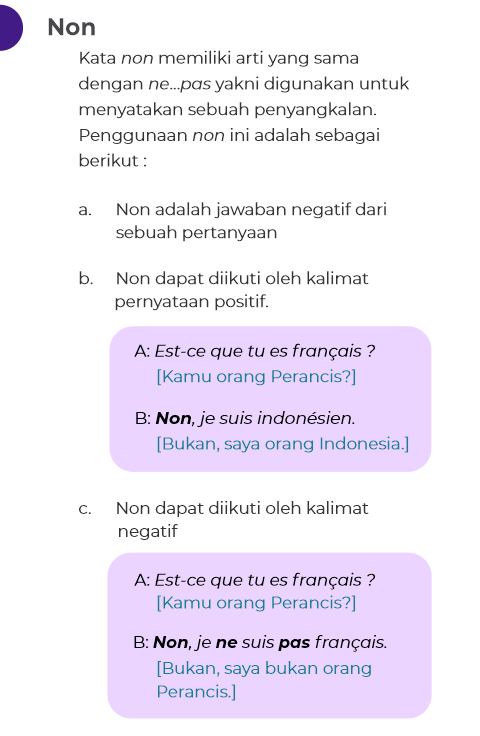 Non
Kata non memiliki arti yang sama
dengan ne...pas yakni digunakan untuk
menyatakan sebuah penyangkalan.
Penggunaan non ini adalah sebagai
berikut :
a. Non adalah jawaban negatif dari
sebuah pertanyaan
b. Non dapat diikuti oleh kalimat
pernyataan positif.
A: Est-ce que tu es français ?
[Kamu orang Perancis?]
B: Non, je suis indonésien.
[Bukan, saya orang Indonesia.]
c. Non dapat diikuti oleh kalimat
negatif
A: Est-ce que tu es français ?
[Kamu orang Perancis?]
B: Non, je ne suis pas français.
[Bukan, saya bukan orang
Perancis.]